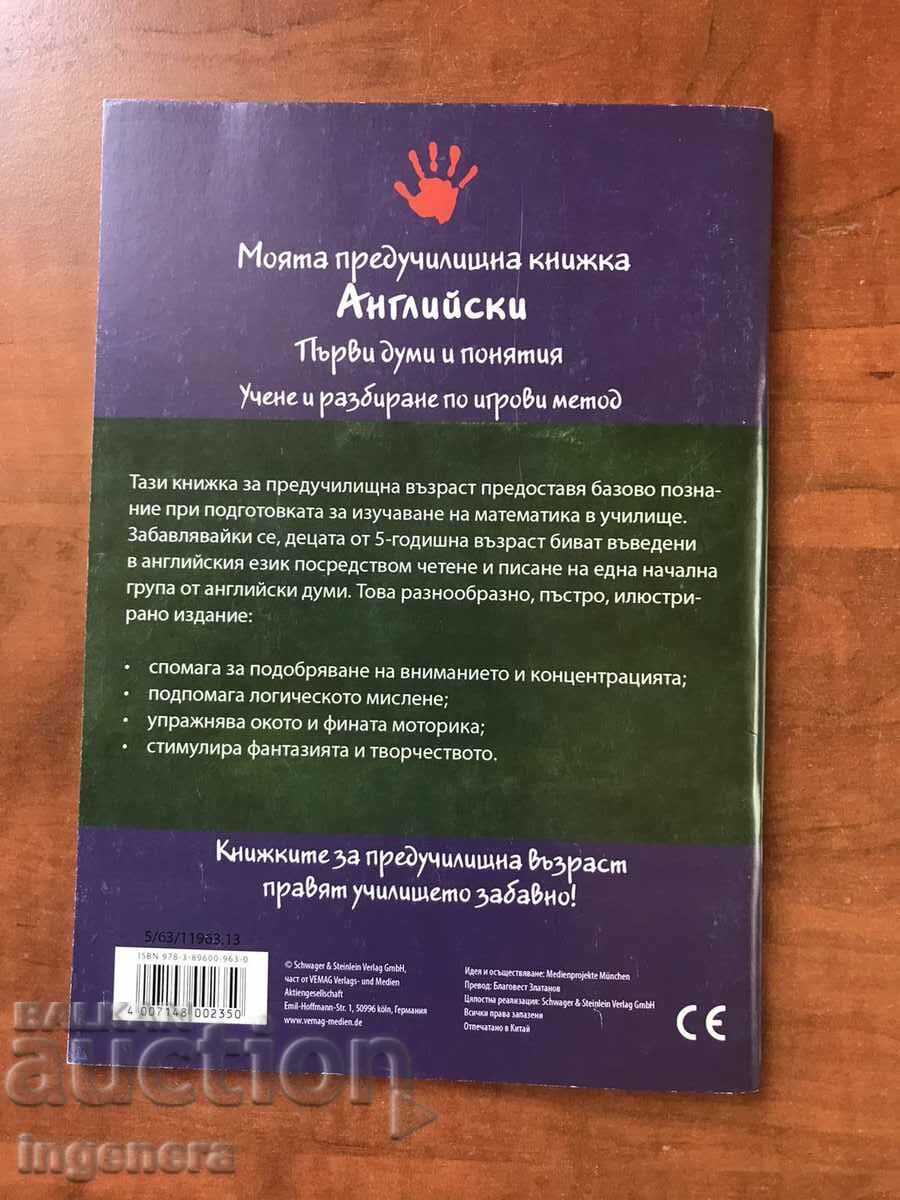 Моята предучилищна книжка
Английски
Първи думи и понятия
Учене и разбиране по игрови метод
Тази книжка за предучилищна възраст предоставя базово позна-
ние при подготовката за изучаване на математика в училище.
Забавлявайки се, децата от 5-годишна възраст биват въведени
в английския език посредством четене и писане на една начална
група от английски думи. Това разнообразно, пъстро, илюстри-
рано издание:
• спомага за подобряване на вниманието и концентрацията;
• подпомага логическото мислене;
• упражнява окото и фината моторика;
• стимулира фантазията и творчеството.
Книжките за предучилищна възраст
правят училището забавно!
5/63/11963.13
ISBN 978-3-89600-963-0
4 007148 002350
© Schwager & Steinlein Verlag GmbH,
част от VEMAG Verlags- und Medien
Aktiengesellschaft
Emil-Hoffmann-Str. 1, 50996 köln, Германия
www.vemag-medien.de
Идея и осъществяване: Medienprojekte München
Превод: Благовест Златанов
Цялостна реализация: Schwager & Steinlein Verlag GmbH
Всички права запазени
Отпечатано в Китай
CE
BALKAN
auction
ingenera